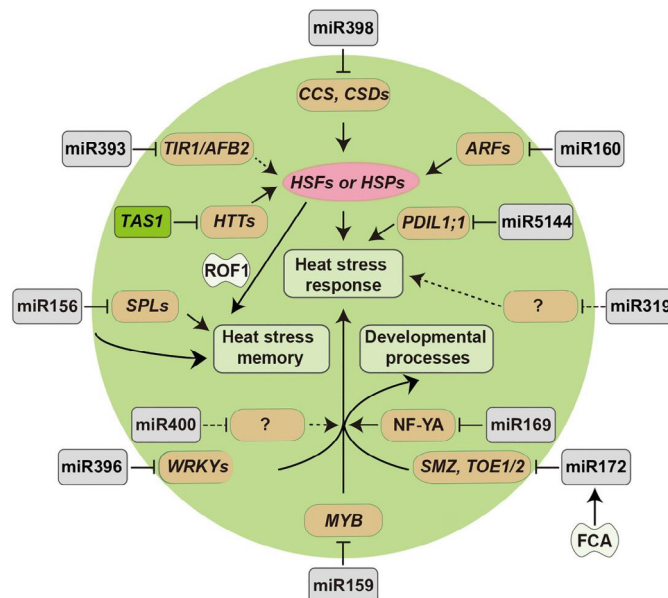 miR398
CCS, CSDs
miR393
TIR1/AFB2
ARFs
miR160
HSFs or HSPs
TAS1
HTTs
PDIL1;1
miR5144
ROF1
Heat stress
response
miR156
SPLs
?
miR319
Heat stress
memory
Developmental
processes
miR400
?
NF-YA
miR169
miR396
WRKYs
SMZ, TOE1/2
miR172
MYB
FCA
miR159